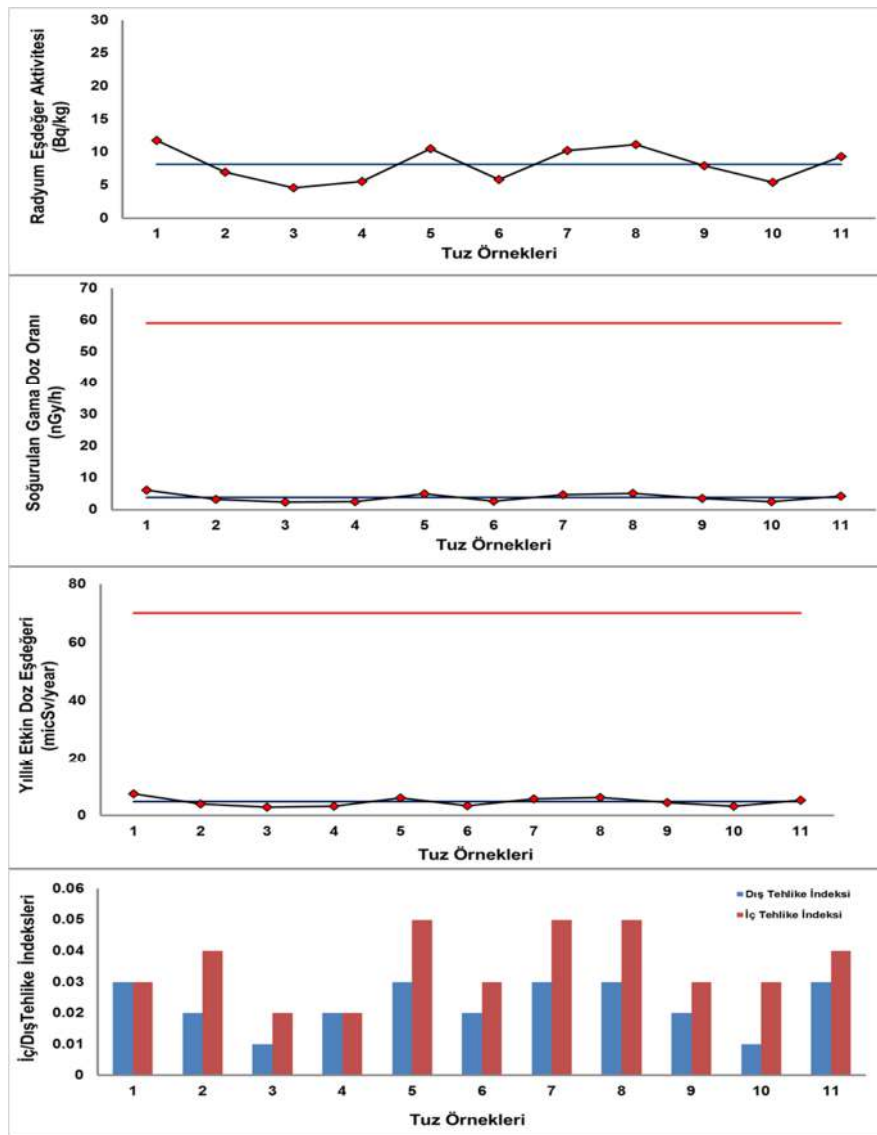 Radyum Eşdeğer Aktivitesi
(Bq/kg)
30
25
20
15
10
5
0
1 2 3 4 5 6 7 8 9 10 11
Tuz Örnekleri
Soğurulan Gama Doz Oranı
(nGy/h)
70
60
50
40
30
20
10
0
1 2 3 4 5 6 7 8 9 10 11
Tuz Örnekleri
Yıllık Etkin Doz Eşdeğeri
(micSv/year)
80
60
40
20
0
1 2 3 4 5 6 7 8 9 10 11
Tuz Örnekleri
İç/DışTehlike İndeksleri
0.06
0.05
0.04
0.03
0.02
0.01
0
Dış Tehlike İndeksi
İç Tehlike İndeksi
1 2 3 4 5 6 7 8 9 10 11
Tuz Örnekleri